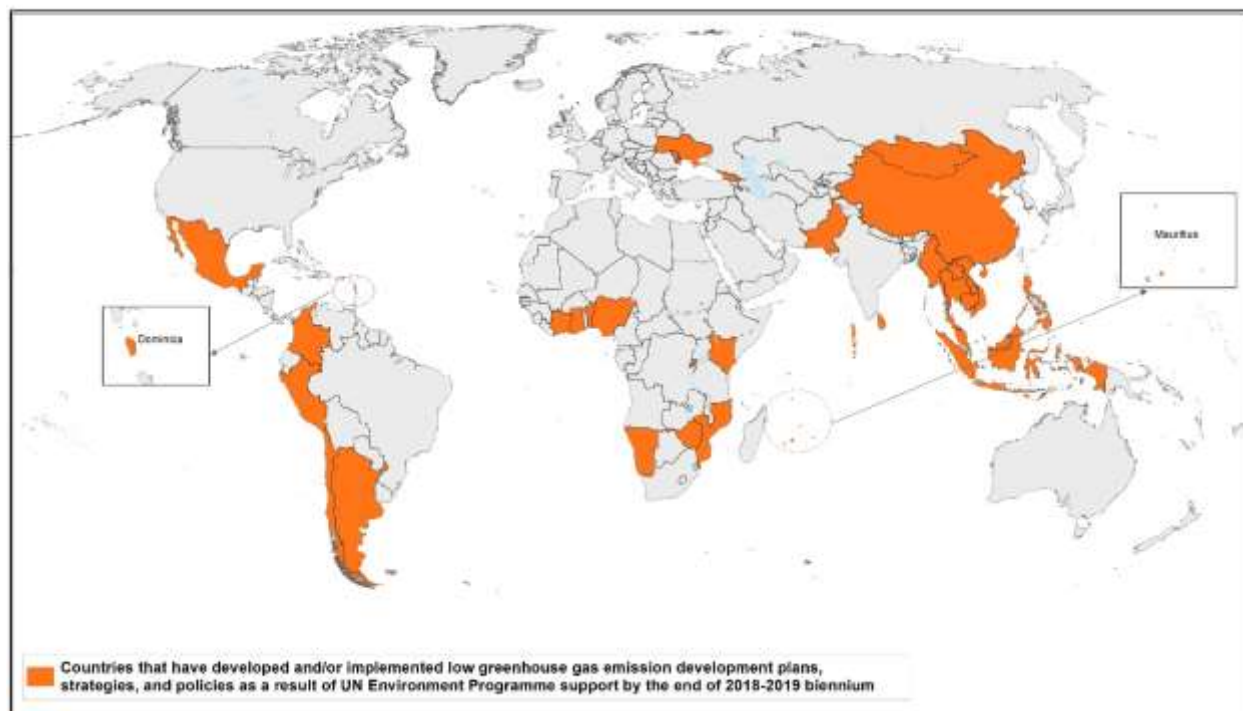 Mauritius
Dominica
Countries that have developed and/or implemented low greenhouse gas emission development plans,
strategies, and policies as a result of UN Environment Programme support by the end of 2018-2019 biennium